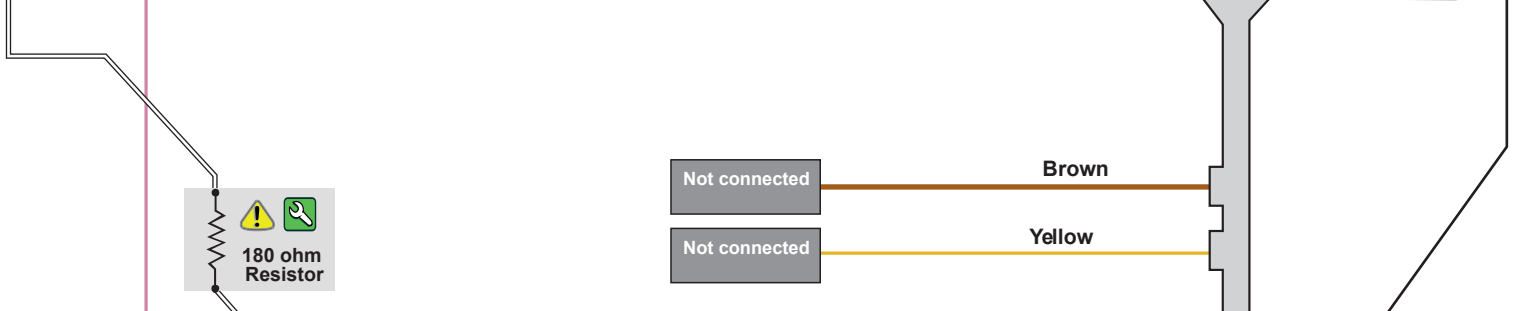 Brown
Not connected
Yellow
Not connected
180 ohm
Resistor